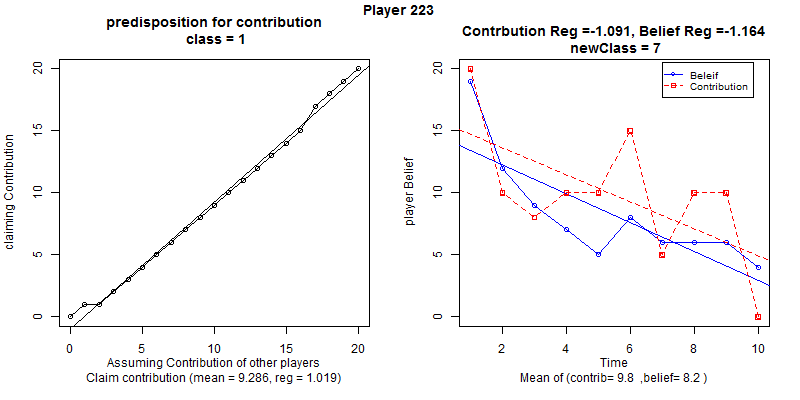 Player 223
predisposition for contribution
class = 1
claiming Contribution
20
15
10
5
0
0 5 10 15 20
Assuming Contribution of other players
Claim contribution (mean = 9.286, reg = 1.019)
Contrbution Reg =-1.091, Belief Reg =-1.164
newClass = 7
Beleif
Contribution
player Belief
20
15
10
5
0
2 4 6 8 10
Time
Mean of (contrib= 9.8 ,belief= 8.2 )